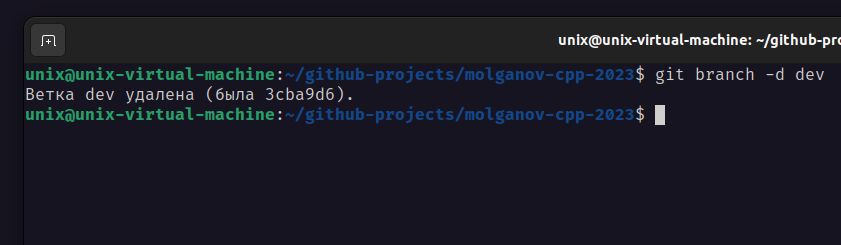 unix@unix-virtual-machine: ~/github-pro
unix@unix-virtual-machine:~/github-projects/molganov-cpp-2023$ git branch -d dev
Ветка dev удалена (была 3cba9d6).
unix@unix-virtual-machine:~/github-projects/molganov-cpp-2023$